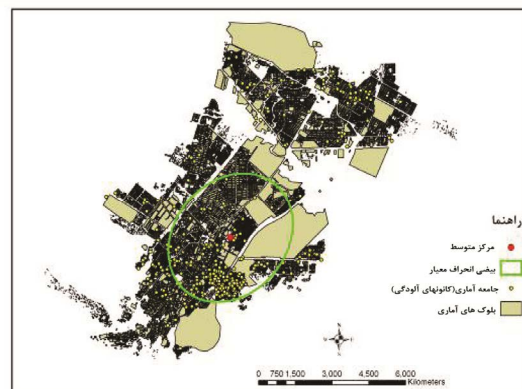 راهنما
مرکز متوسط
بیضی انحراف معیار
جامعه آماری(کانونهای آلودگی)
بلوک های آماری
0 750 1,500 3,000 4,500 6,000
Kilometers